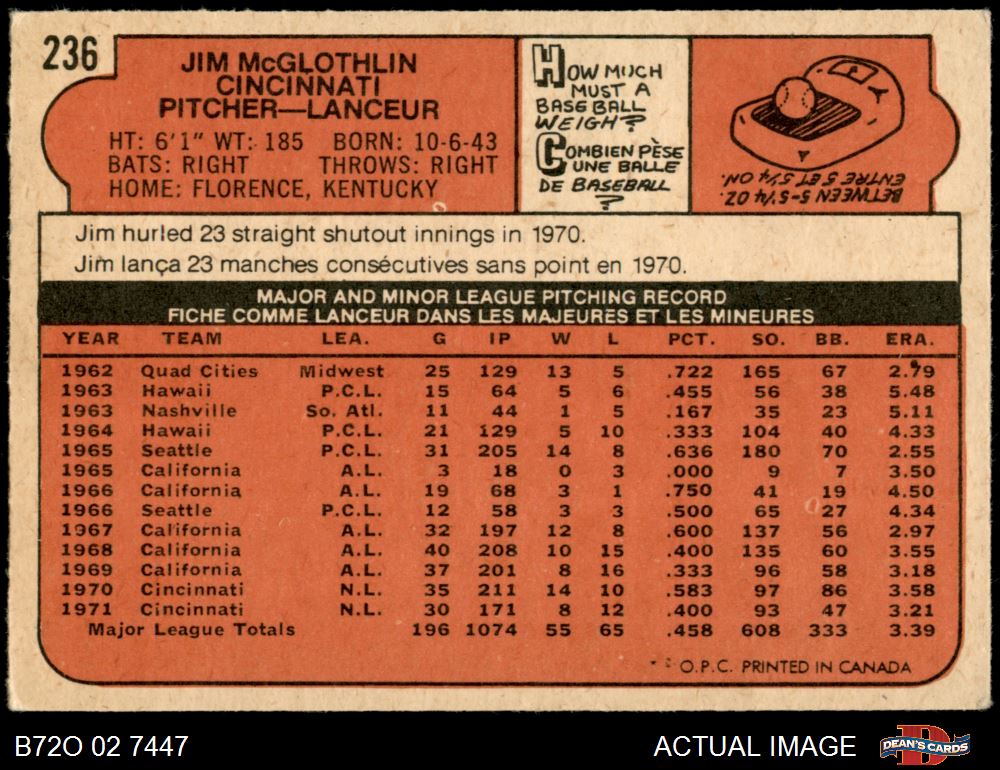 236
JIM McGLOTHLIN
CINCINNATI
PITCHER—LANCEUR
HT: 6'1" WT: 185 BORN: 10-6-43
BATS: RIGHT THROWS: RIGHT
HOME: FLORENCE, KENTUCKY
HOW MUCH
MUST A
BASEBALL
WEIGH?
COMBIEN PÈSE
UNE BALLE
DE BASEBALL
?
BETWEEN 5-5¼ OZ.
ENTRE 5 ET 5¼ ON.
Jim hurled 23 straight shutout innings in 1970.
Jim lança 23 manches consécutives sans point en 1970.
MAJOR AND MINOR LEAGUE PITCHING RECORD
FICHE COMME LANCEUR DANS LES MAJEURES ET LES MINEURES
YEAR TEAM LEA. G IP W L PCT. SO. BB. ERA.
1962 Quad Cities Midwest 25 129 13 5 .722 165 67 2.79
1963 Hawaii P.C.L. 15 64 5 6 .455 56 38 5.48
1963 Nashville So. Atl. 11 44 1 5 .167 35 23 5.11
1964 Hawaii P.C.L. 21 129 5 10 .333 104 40 4.33
1965 Seattle P.C.L. 31 205 14 8 .636 180 70 2.55
1965 California A.L. 3 18 0 3 .000 9 7 3.50
1966 California A.L. 19 68 3 1 .750 41 19 4.50
1966 Seattle P.C.L. 12 58 3 3 .500 65 27 4.34
1967 California A.L. 32 197 12 8 .600 137 56 2.97
1968 California A.L. 40 208 10 15 .400 135 60 3.55
1969 California A.L. 37 201 8 16 .333 96 58 3.18
1970 Cincinnati N.L. 35 211 14 10 .583 97 86 3.58
1971 Cincinnati N.L. 30 171 8 12 .400 93 47 3.21
Major League Totals 196 1074 55 65 .458 608 333 3.39
* * O.P.C. PRINTED IN CANADA
B72O 02 7447
ACTUAL IMAGE
D
DEAN'S CARDS